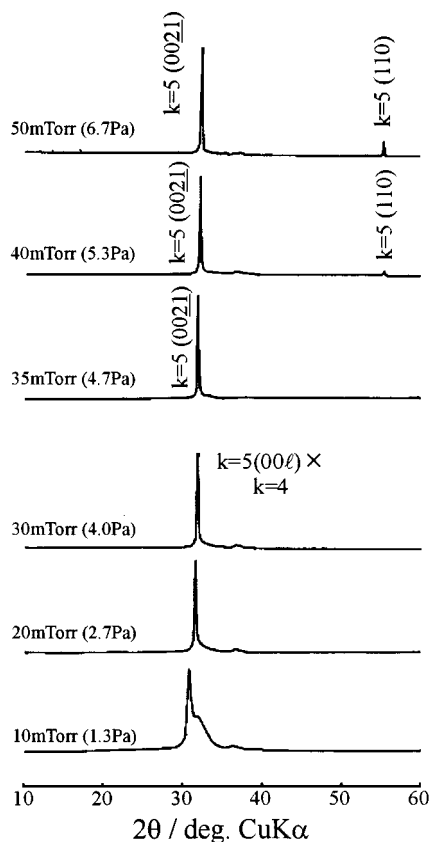 k=5 (0021)
k=5 (110)
50mTorr (6.7Pa)
k=5 (0021)
k=5 (110)
40mTorr (5.3Pa)
k=5 (0021)
35mTorr (4.7Pa)
k=5(00ℓ) ×
k=4
30mTorr (4.0Pa)
20mTorr (2.7Pa)
10mTorr (1.3Pa)
10 20 30 40 50 60
2θ / deg. CuKα